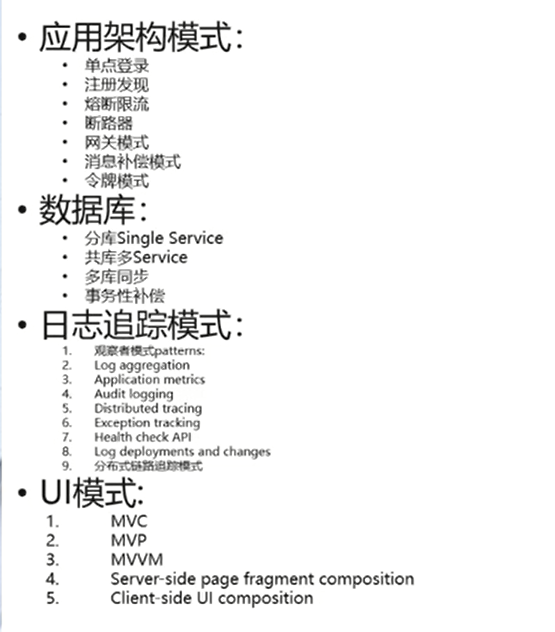 • 应用架构模式：
• 单点登录
• 注册发现
• 熔断限流
• 断路器
• 网关模式
• 消息补偿模式
• 令牌模式
• 数据库：
• 分库Single Service
• 共库多Service
• 多库同步
• 事务性补偿
• 日志追踪模式：
1. 观察者模式patterns:
2. Log aggregation
3. Application metrics
4. Audit logging
5. Distributed tracing
6. Exception tracking
7. Health check API
8. Log deployments and changes
9. 分布式链路追踪模式
• UI模式:
1. MVC
2. MVP
3. MVVM
4. Server-side page fragment composition
5. Client-side UI composition